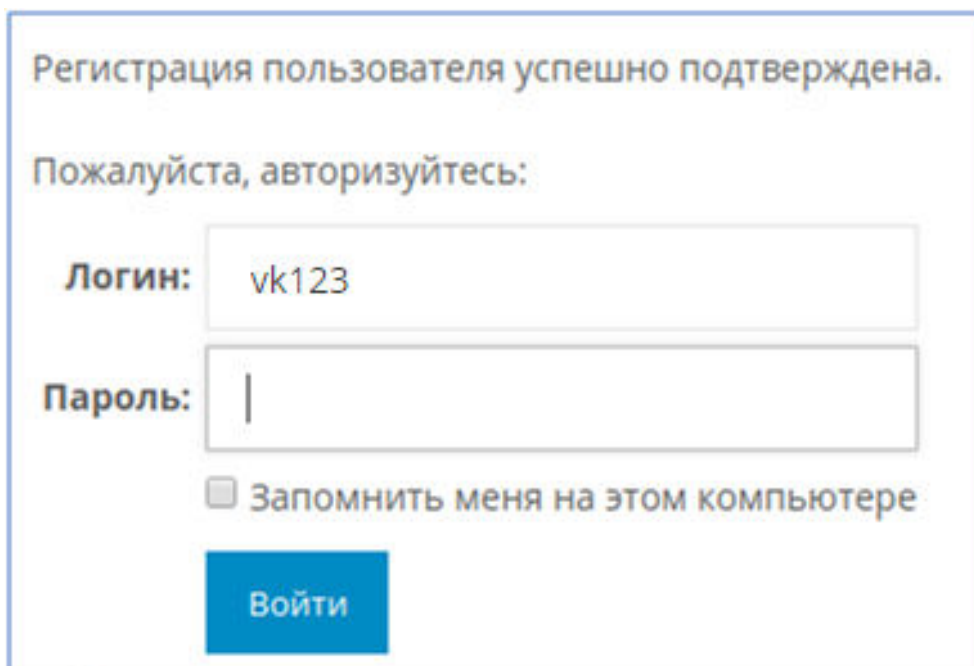 Регистрация пользователя успешно подтверждена.
Пожалуйста, авторизуйтесь:
Логин: vk123
Пароль:
Запомнить меня на этом компьютере
Войти